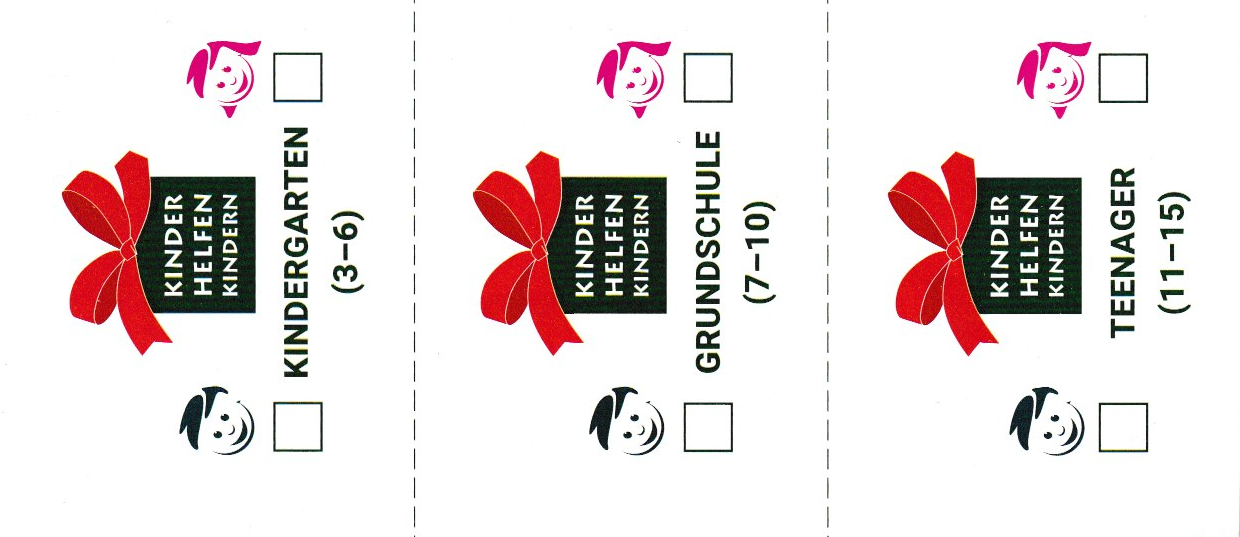 KINDER
HELFEN
KINDERN
KINDERGARTEN
(3–6)
KINDER
HELFEN
KINDERN
GRUNDSCHULE
(7–10)
KINDER
HELFEN
KINDERN
TEENAGER
(11–15)